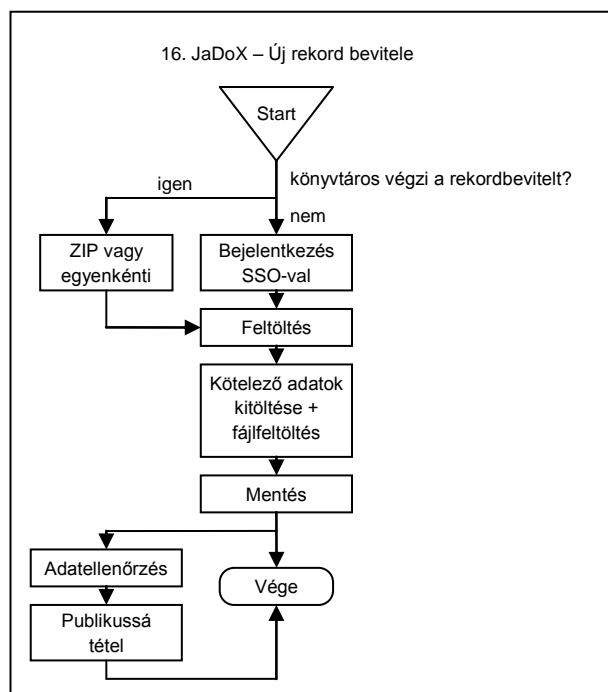 16. JaDoX – Új rekord bevitele
Start
könyvtáros végzi a rekordbevitelt?
igen
nem
ZIP vagy
egyenkénti
Bejelentkezés
SSO-val
Feltöltés
Kötelező adatok
kitöltése +
fájlfeltöltés
Mentés
Adatellenőrzés
Vége
Publikussá
tétel